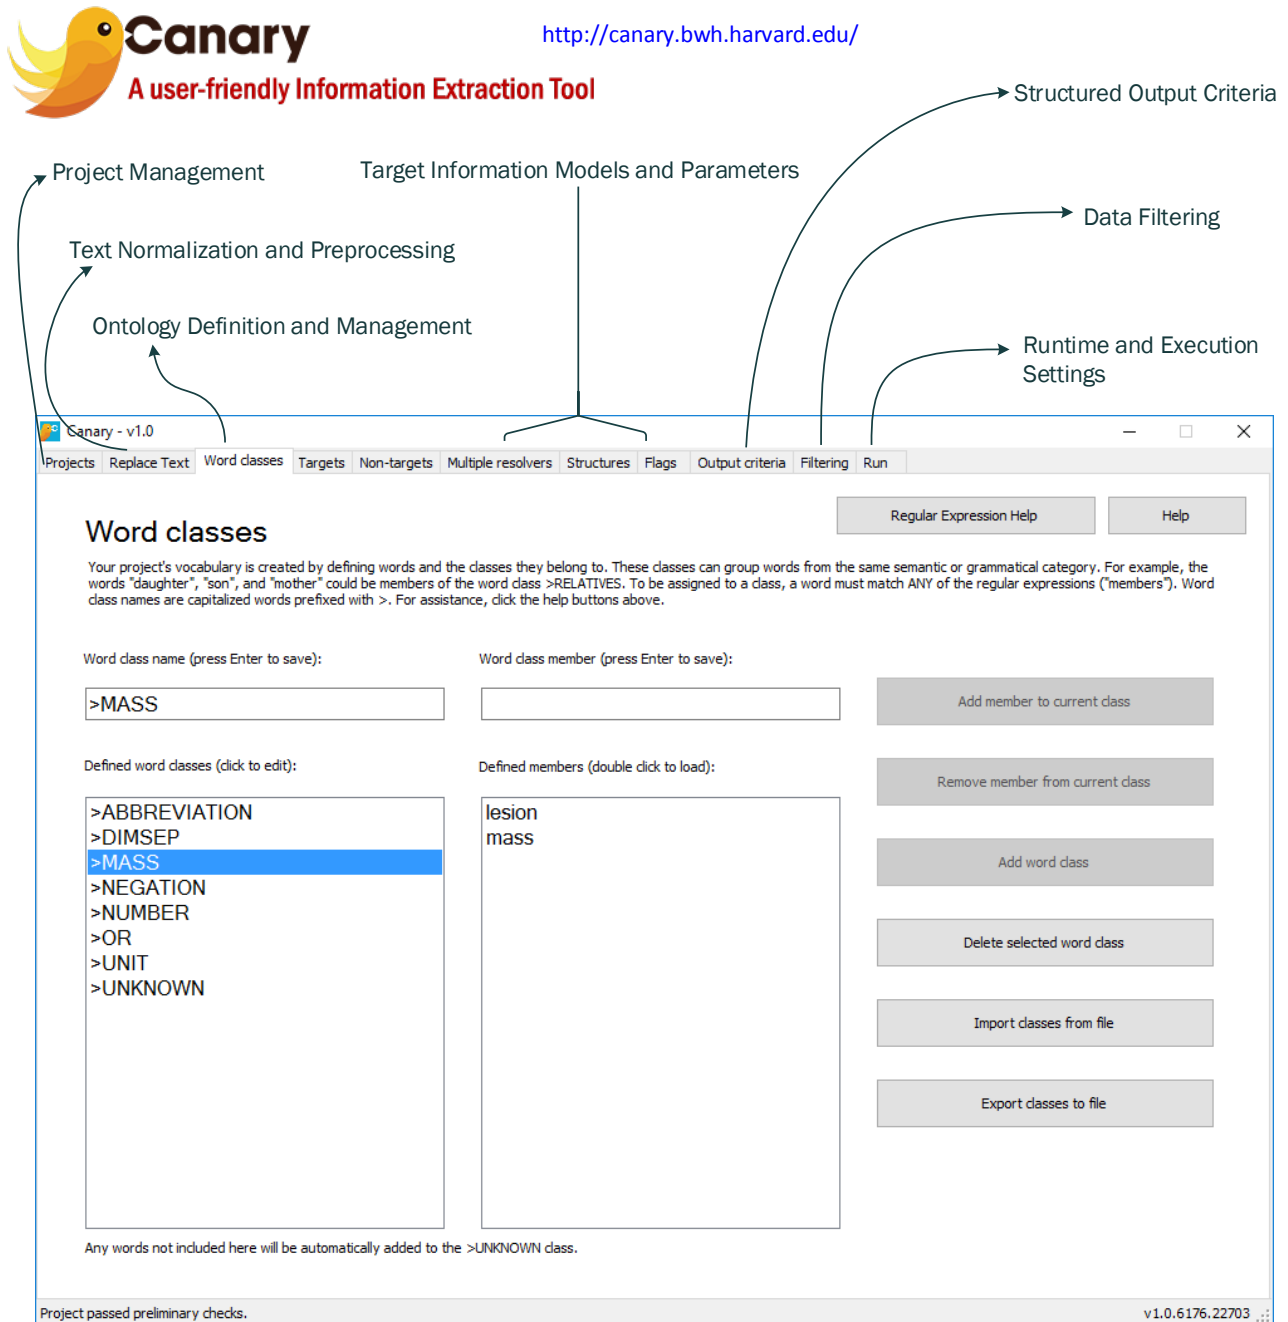 Canary
http://canary.bwh.harvard.edu/
A user-friendly Information Extraction Tool
Structured Output Criteria
Project Management
Target Information Models and Parameters
Data Filtering
Text Normalization and Preprocessing
Ontology Definition and Management
Runtime and Execution
Settings
Canary - v1.0
Projects Replace Text Word classes Targets Non-targets Multiple resolvers Structures Flags Output criteria Filtering Run
Regular Expression Help
Help
Word classes
Your project's vocabulary is created by defining words and the classes they belong to. These classes can group words from the same semantic or grammatical category. For example, the
words "daughter", "son", and "mother" could be members of the word class >RELATIVES. To be assigned to a class, a word must match ANY of the regular expressions ("members"). Word
class names are capitalized words prefixed with >. For assistance, click the help buttons above.
Word class name (press Enter to save):
Word class member (press Enter to save):
>MASS
Add member to current class
Defined word classes (click to edit):
Defined members (double click to load):
Remove member from current class
>ABBREVIATION
>DIMSEP
>MASS
>NEGATION
>NUMBER
>OR
>UNIT
>UNKNOWN
lesion
mass
Add word class
Delete selected word class
Import classes from file
Export classes to file
Any words not included here will be automatically added to the >UNKNOWN class.
Project passed preliminary checks.
v1.0.6176.22703